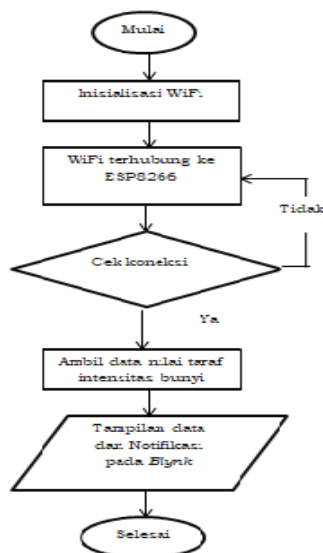 Mulai
Inisialisasi WiFi
WiFi terhubung ke
ESP8266
Tidak
Cek koneksi
Ya
Ambil data nilai taraf
intensitas bunyi
Tampilan data
dan Notifikasi
pada Blynk
Selesai